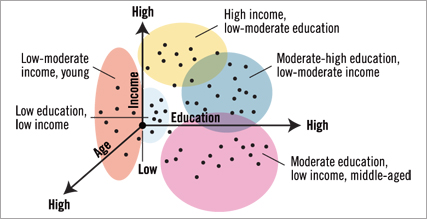 High
High income,
low-moderate education
Low-moderate
income, young
Moderate-high education,
low-moderate income
Income
Low education,
low income
Education
High
Age
Low
Moderate education,
low income, middle-aged
High